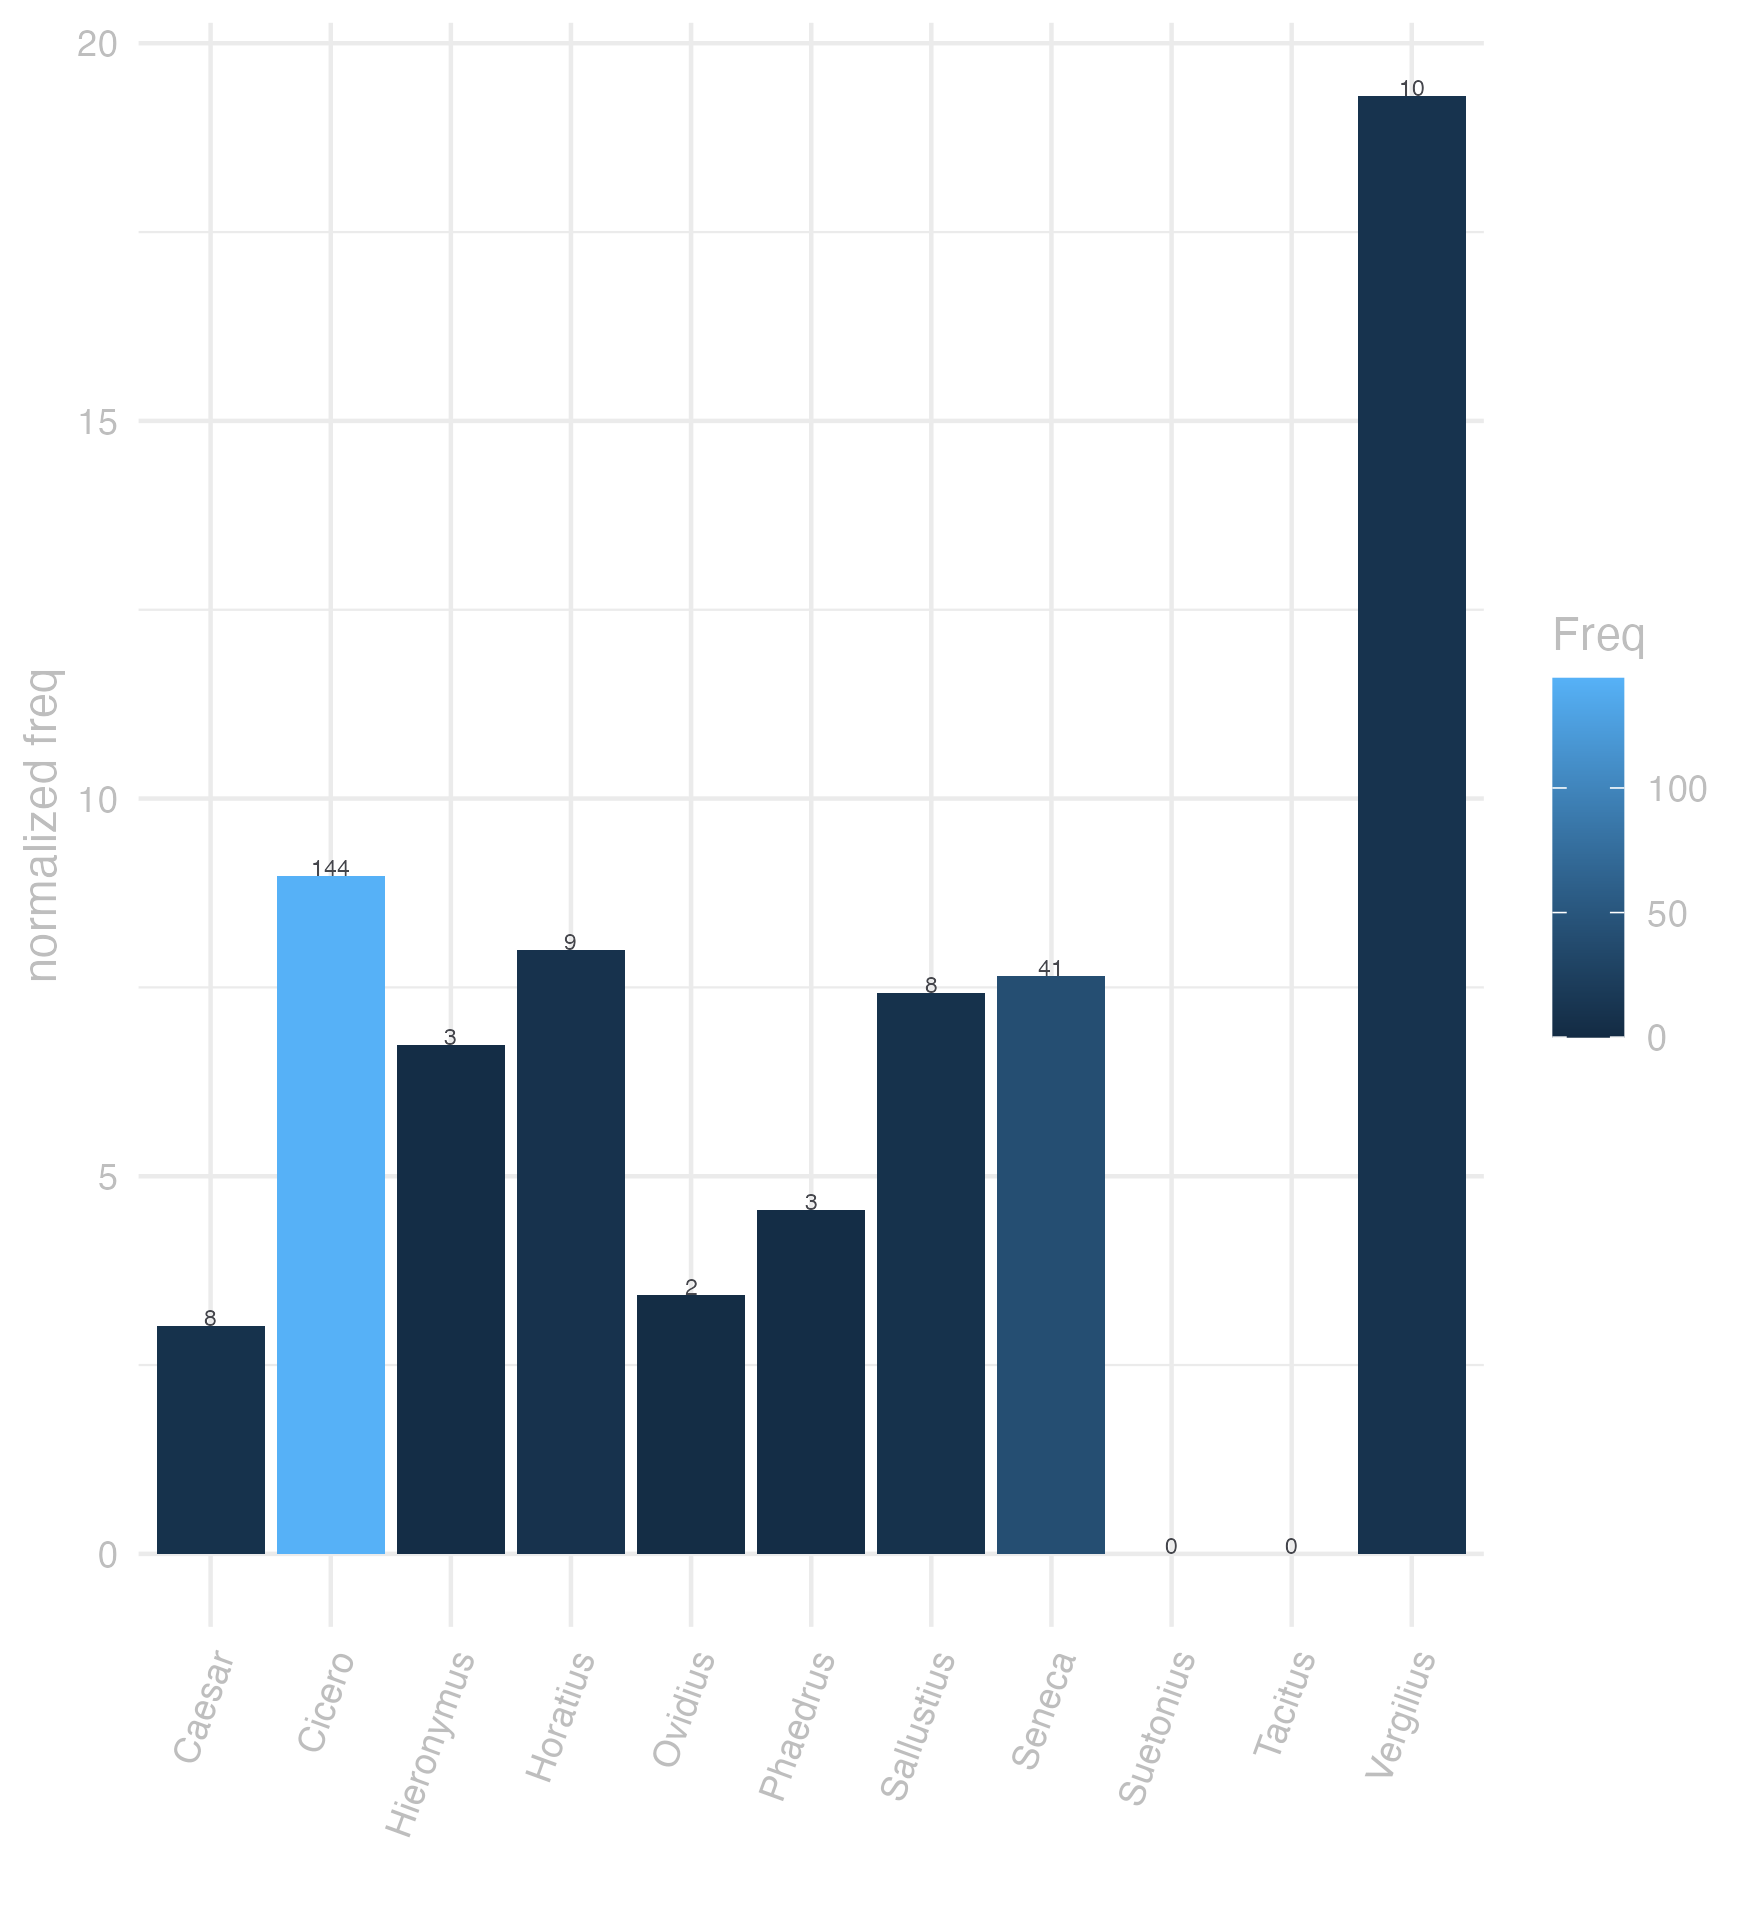 20
15
10
5
0
normalized freq
8
144
3
9
2
3
8
41
0
0
10
Caesar
Cicero
Hieronymus
Horatius
Ovidius
Phaedrus
Sallustius
Seneca
Suetonius
Tacitus
Vergilius
Freq
100
50
0